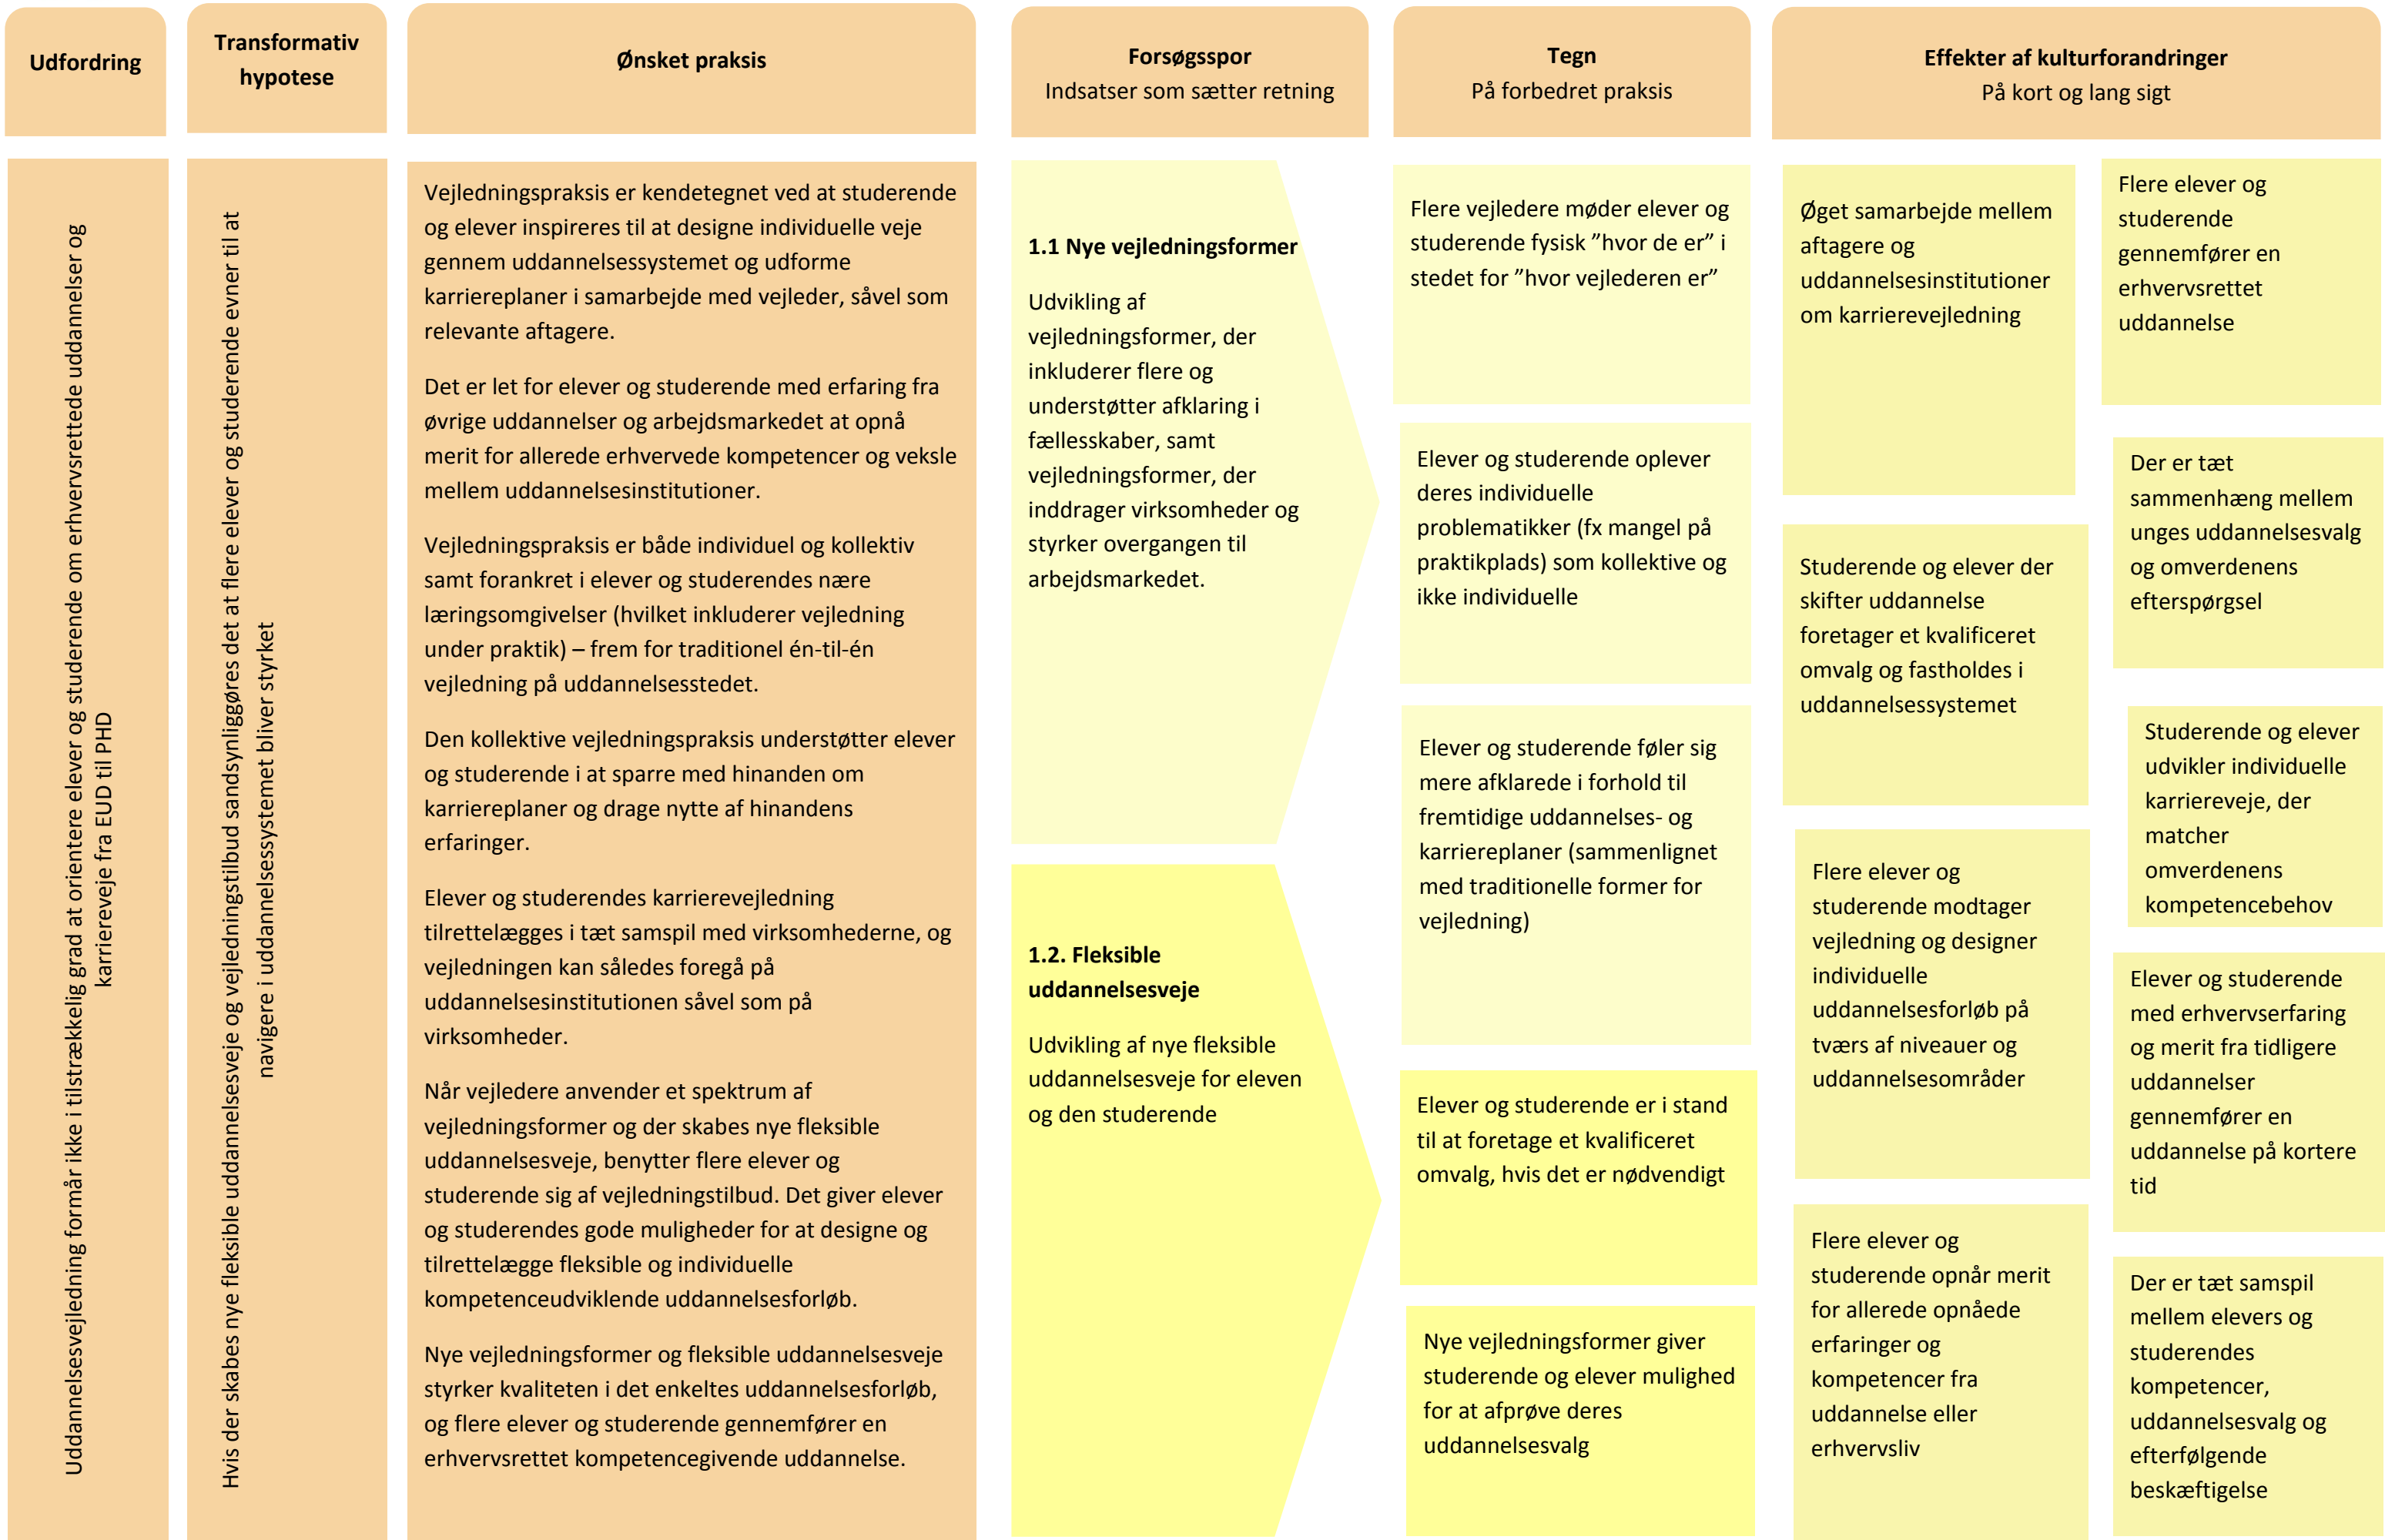 Udfordring
Transformativ
hypotese
Ønsket praksis
Forsøgsspor
Indsatser som sætter retning
Tegn
På forbedret praksis
Effekter af kulturforandringer
På kort og lang sigt
Uddannelsesvejledning formår ikke i tilstrækkelig grad at orientere elever og studerende om erhvervsrettede uddannelser og
karriereveje fra EUD til PHD
Hvis der skabes nye fleksible uddannelsesveje og vejledningstilbud sandsynliggøres det at flere elever og studerende evner til at
navigere i uddannelsessystemet bliver styrket
Vejledningspraksis er kendetegnet ved at studerende
og elever inspireres til at designe individuelle veje
gennem uddannelsessystemet og udforme
karriereplaner i samarbejde med vejleder, såvel som
relevante aftagere.
Det er let for elever og studerende med erfaring fra
øvrige uddannelser og arbejdsmarkedet at opnå
merit for allerede erhvervede kompetencer og veksle
mellem uddannelsesinstitutioner.
Vejledningspraksis er både individuel og kollektiv
samt forankret i elever og studerendes nære
læringsomgivelser (hvilket inkluderer vejledning
under praktik) – frem for traditionel én-til-én
vejledning på uddannelsesstedet.
Den kollektive vejledningspraksis understøtter elever
og studerende i at sparre med hinanden om
karriereplaner og drage nytte af hinandens
erfaringer.
Elever og studerendes karrierevejledning
tilrettelægges i tæt samspil med virksomhederne, og
vejledningen kan således foregå på
uddannelsesinstitutionen såvel som på
virksomheder.
Når vejledere anvender et spektrum af
vejledningsformer og der skabes nye fleksible
uddannelsesveje, benytter flere elever og
studerende sig af vejledningstilbud. Det giver elever
og studerendes gode muligheder for at designe og
tilrettelægge fleksible og individuelle
kompetenceudviklende uddannelsesforløb.
Nye vejledningsformer og fleksible uddannelsesveje
styrker kvaliteten i det enkeltes uddannelsesforløb,
og flere elever og studerende gennemfører en
erhvervsrettet kompetencegivende uddannelse.
1.1 Nye vejledningsformer
Udvikling af
vejledningsformer, der
inkluderer flere og
understøtter afklaring i
fællesskaber, samt
vejledningsformer, der
inddrager virksomheder og
styrker overgangen til
arbejdsmarkedet.
1.2. Fleksible
uddannelsesveje
Udvikling af nye fleksible
uddannelsesveje for eleven
og den studerende
Flere vejledere møder elever og
studerende fysisk ”hvor de er” i
stedet for ”hvor vejlederen er”
Elever og studerende oplever
deres individuelle
problematikker (fx mangel på
praktikplads) som kollektive og
ikke individuelle
Elever og studerende føler sig
mere afklarede i forhold til
fremtidige uddannelses- og
karriereplaner (sammenlignet
med traditionelle former for
vejledning)
Elever og studerende er i stand
til at foretage et kvalificeret
omvalg, hvis det er nødvendigt
Nye vejledningsformer giver
studerende og elever mulighed
for at afprøve deres
uddannelsesvalg
Øget samarbejde mellem
aftagere og
uddannelsesinstitutioner
om karrierevejledning
Studerende og elever der
skifter uddannelse
foretager et kvalificeret
omvalg og fastholdes i
uddannelsessystemet
Flere elever og
studerende modtager
vejledning og designer
individuelle
uddannelsesforløb på
tværs af niveauer og
uddannelsesområder
Flere elever og
studerende opnår merit
for allerede opnåede
erfaringer og
kompetencer fra
uddannelse eller
erhvervsliv
Flere elever og
studerende
gennemfører en
erhvervsrettet
uddannelse
Der er tæt
sammenhæng mellem
unges uddannelsesvalg
og omverdenens
efterspørgsel
Studerende og elever
udvikler individuelle
karriereveje, der
matcher
omverdenens
kompetencebehov
Elever og studerende
med erhvervserfaring
og merit fra tidligere
uddannelser
gennemfører en
uddannelse på kortere
tid
Der er tæt samspil
mellem elevers og
studerendes
kompetencer,
uddannelsesvalg og
efterfølgende
beskæftigelse